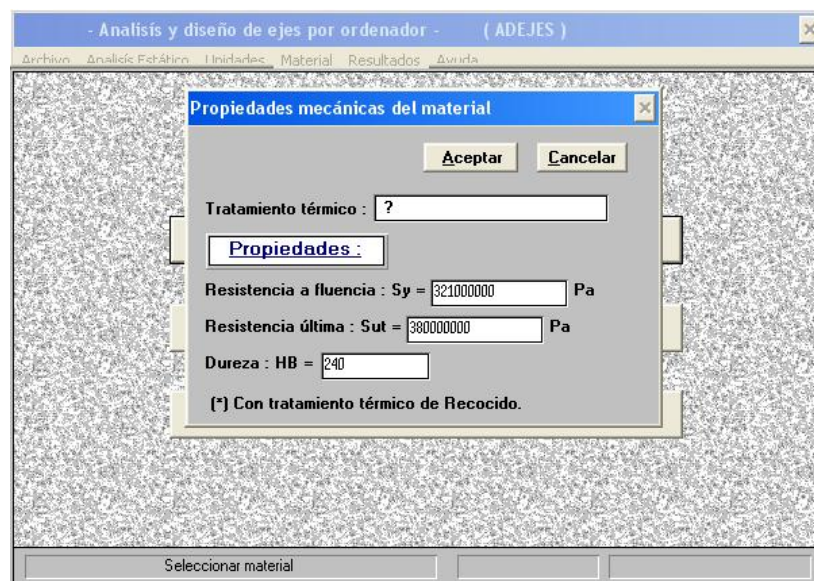 - Analisís y diseño de ejes por ordenador - ( ADEJES )
Archivo Analisís Estático Unidades Material Resultados Ayuda
Propiedades mecánicas del material
Aceptar Cancelar
Tratamiento térmico : ?
Propiedades :
Resistencia a fluencia : Sy = 321000000 Pa
Resistencia última : Sut = 380000000 Pa
Dureza : HB = 240
(*) Con tratamiento térmico de Recocido.
Seleccionar material